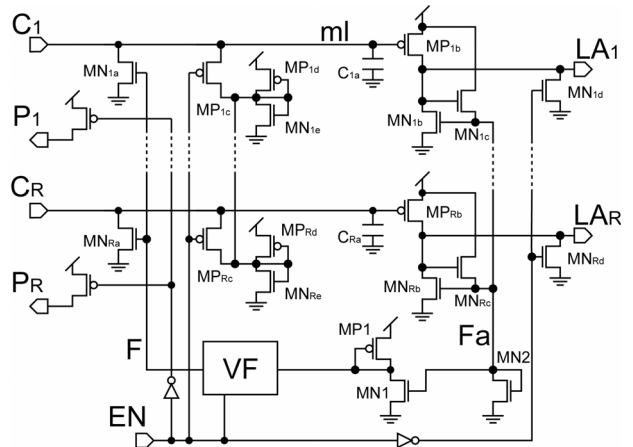 C1 ml MP1b LA1
MN1a MP1d C1a MN1d
MP1c
P1 MN1e MN1b MN1c
CR MPRb LAR
MNRa MPRd CRa MNRd
MPRc
PR MNRe MNRb MNRc
MP1 Fa
F VF MN1 MN2
EN